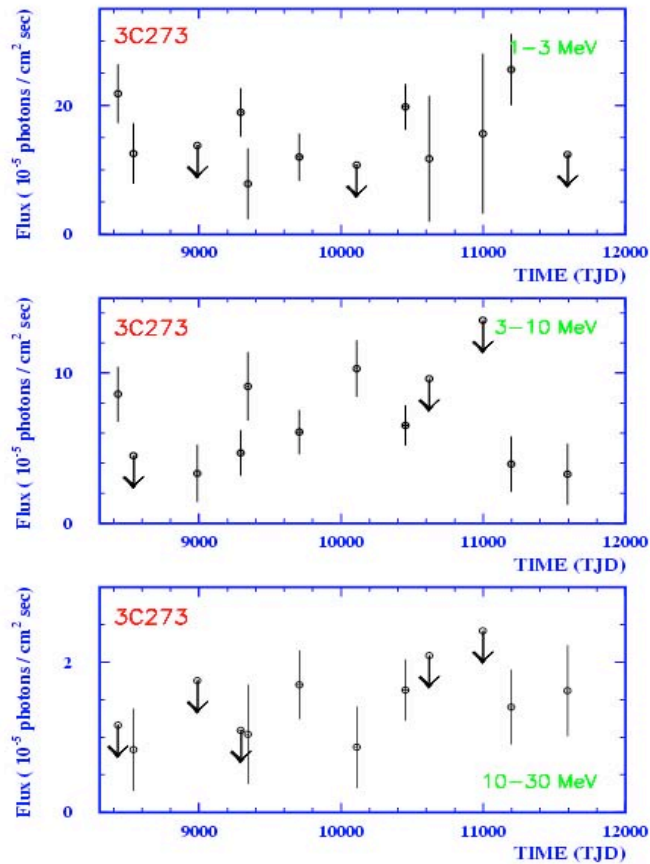 3C273
1-3 MeV
Flux ( 10⁻⁵ photons / cm² sec)
20
0
9000 10000 11000 12000
TIME (TJD)
3C273
3-10 MeV
Flux ( 10⁻⁵ photons / cm² sec)
10
0
9000 10000 11000 12000
TIME (TJD)
3C273
Flux ( 10⁻⁵ photons / cm² sec)
2
0
10-30 MeV
9000 10000 11000 12000
TIME (TJD)